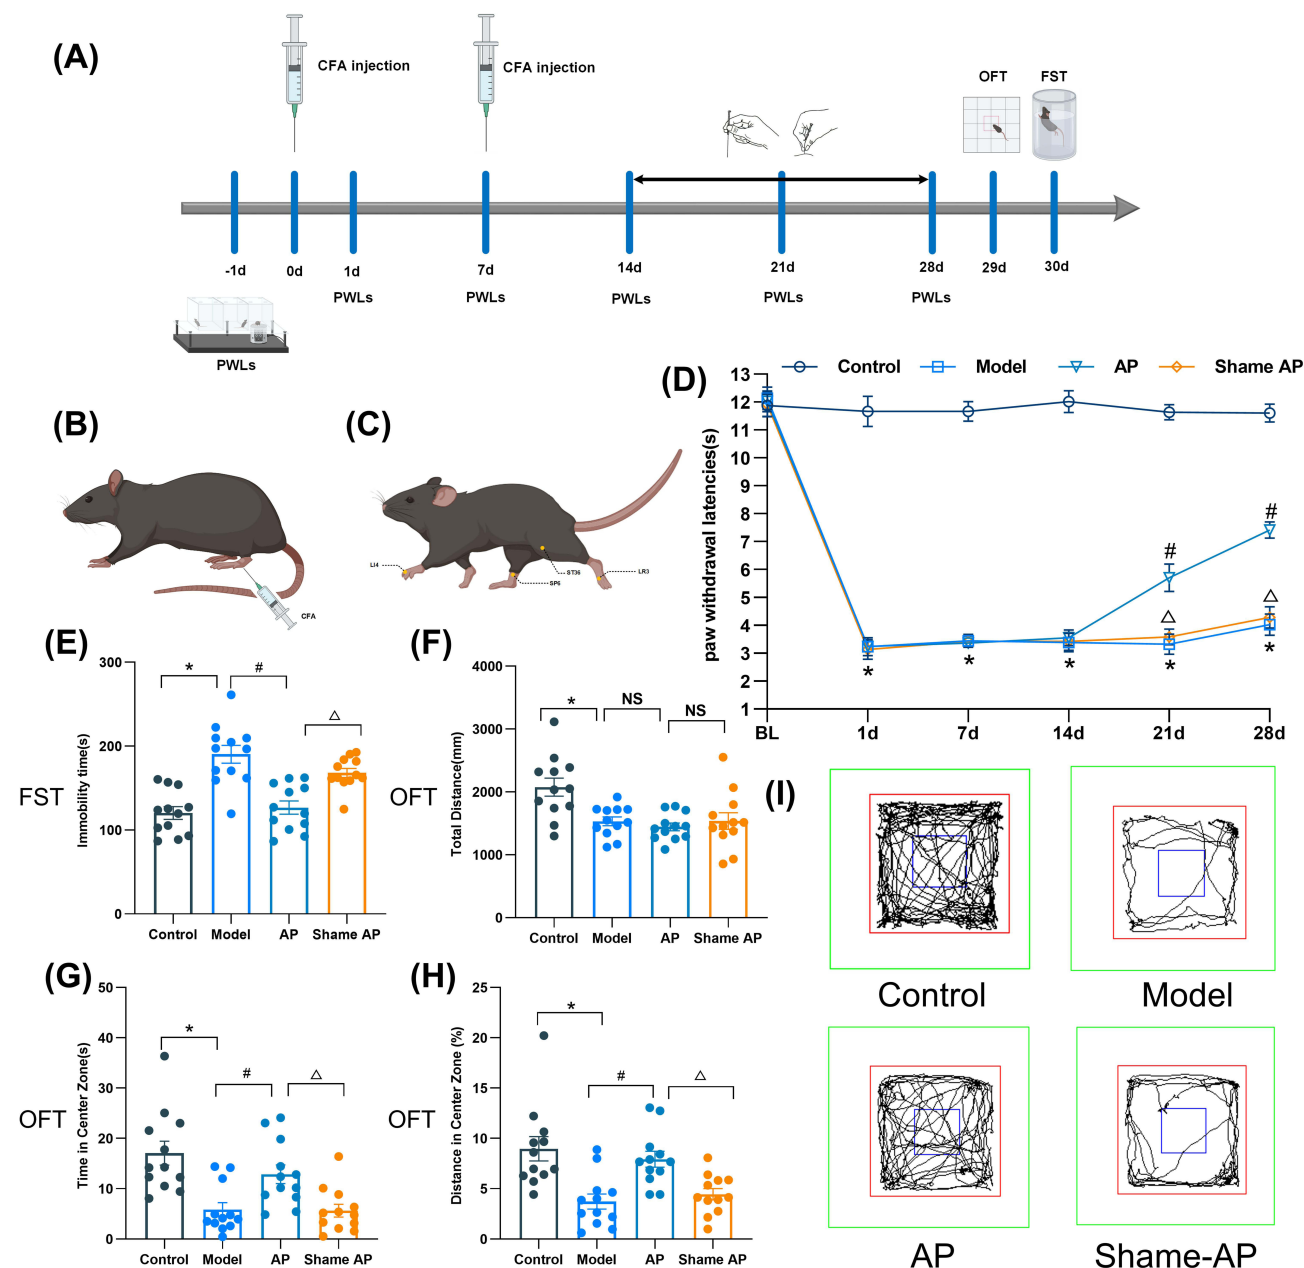 (A)
CFA injection
CFA injection
OFT
FST
-1d
0d
1d
7d
14d
21d
28d
29d
30d
PWLs
PWLs
PWLs
PWLs
PWLs
PWLs
(B)
CFA
(C)
LI4
ST36
SP6
LR3
(D)
Control
Model
AP
Shame AP
paw withdrawal latencies(s)
13
12
11
10
9
8
7
6
5
4
3
2
1
BL
1d
7d
14d
21d
28d
*
*
*
*
*
#
#
△
△
(E)
FST
Immobility time(s)
300
200
100
0
*
#
△
Control
Model
AP
Shame AP
(F)
OFT
Total Distance(mm)
4000
3000
2000
1000
0
*
NS
NS
Control
Model
AP
Shame AP
(G)
OFT
Time in Center Zone(s)
50
40
30
20
10
0
*
#
△
Control
Model
AP
Shame AP
(H)
OFT
Distance in Center Zone (%)
25
20
15
10
5
0
*
#
△
Control
Model
AP
Shame AP
(I)
Control
Model
AP
Shame-AP